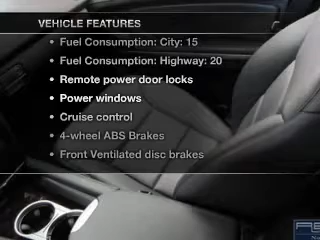 VEHICLE FEATURES
• Fuel Consumption: City: 15
• Fuel Consumption: Highway: 20
• Remote power door locks
• Power windows
• Cruise control
• 4-wheel ABS Brakes
• Front Ventilated disc brakes